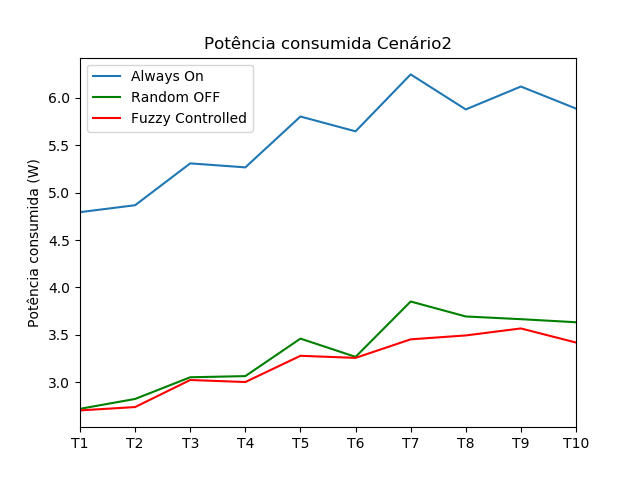 Potência consumida Cenário2
Always On
Random OFF
Fuzzy Controlled
Potência consumida (W)
6.0
5.5
5.0
4.5
4.0
3.5
3.0
T1 T2 T3 T4 T5 T6 T7 T8 T9 T10